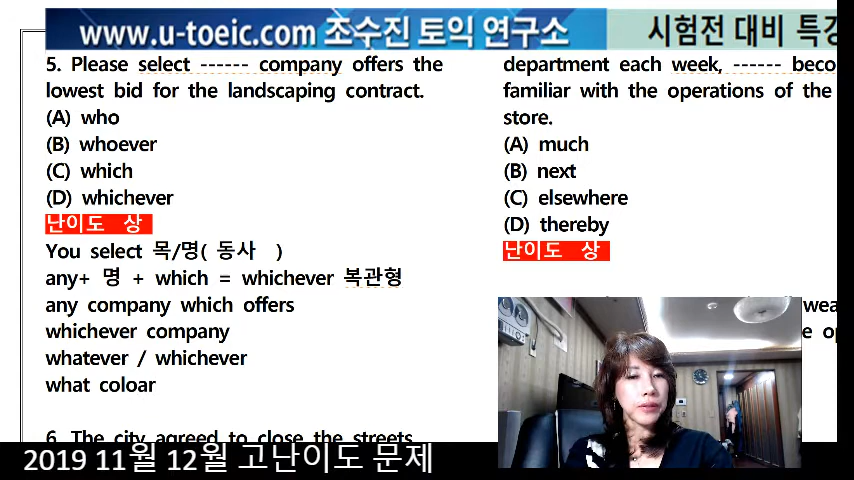 www.u-toeic.com 조수진 토익 연구소
시험전 대비 특강
5. Please select ------ company offers the
lowest bid for the landscaping contract.
(A) who
(B) whoever
(C) which
(D) whichever
난이도 상
You select 목/명( 동사 )
any+ 명 + which = whichever 복관형
any company which offers
whichever company
whatever / whichever
what coloar
6. The city agreed to close the streets
department each week, ------ beco
familiar with the operations of the
store.
(A) much
(B) next
(C) elsewhere
(D) thereby
난이도 상
wea
e op
2019 11월 12월 고난이도 문제